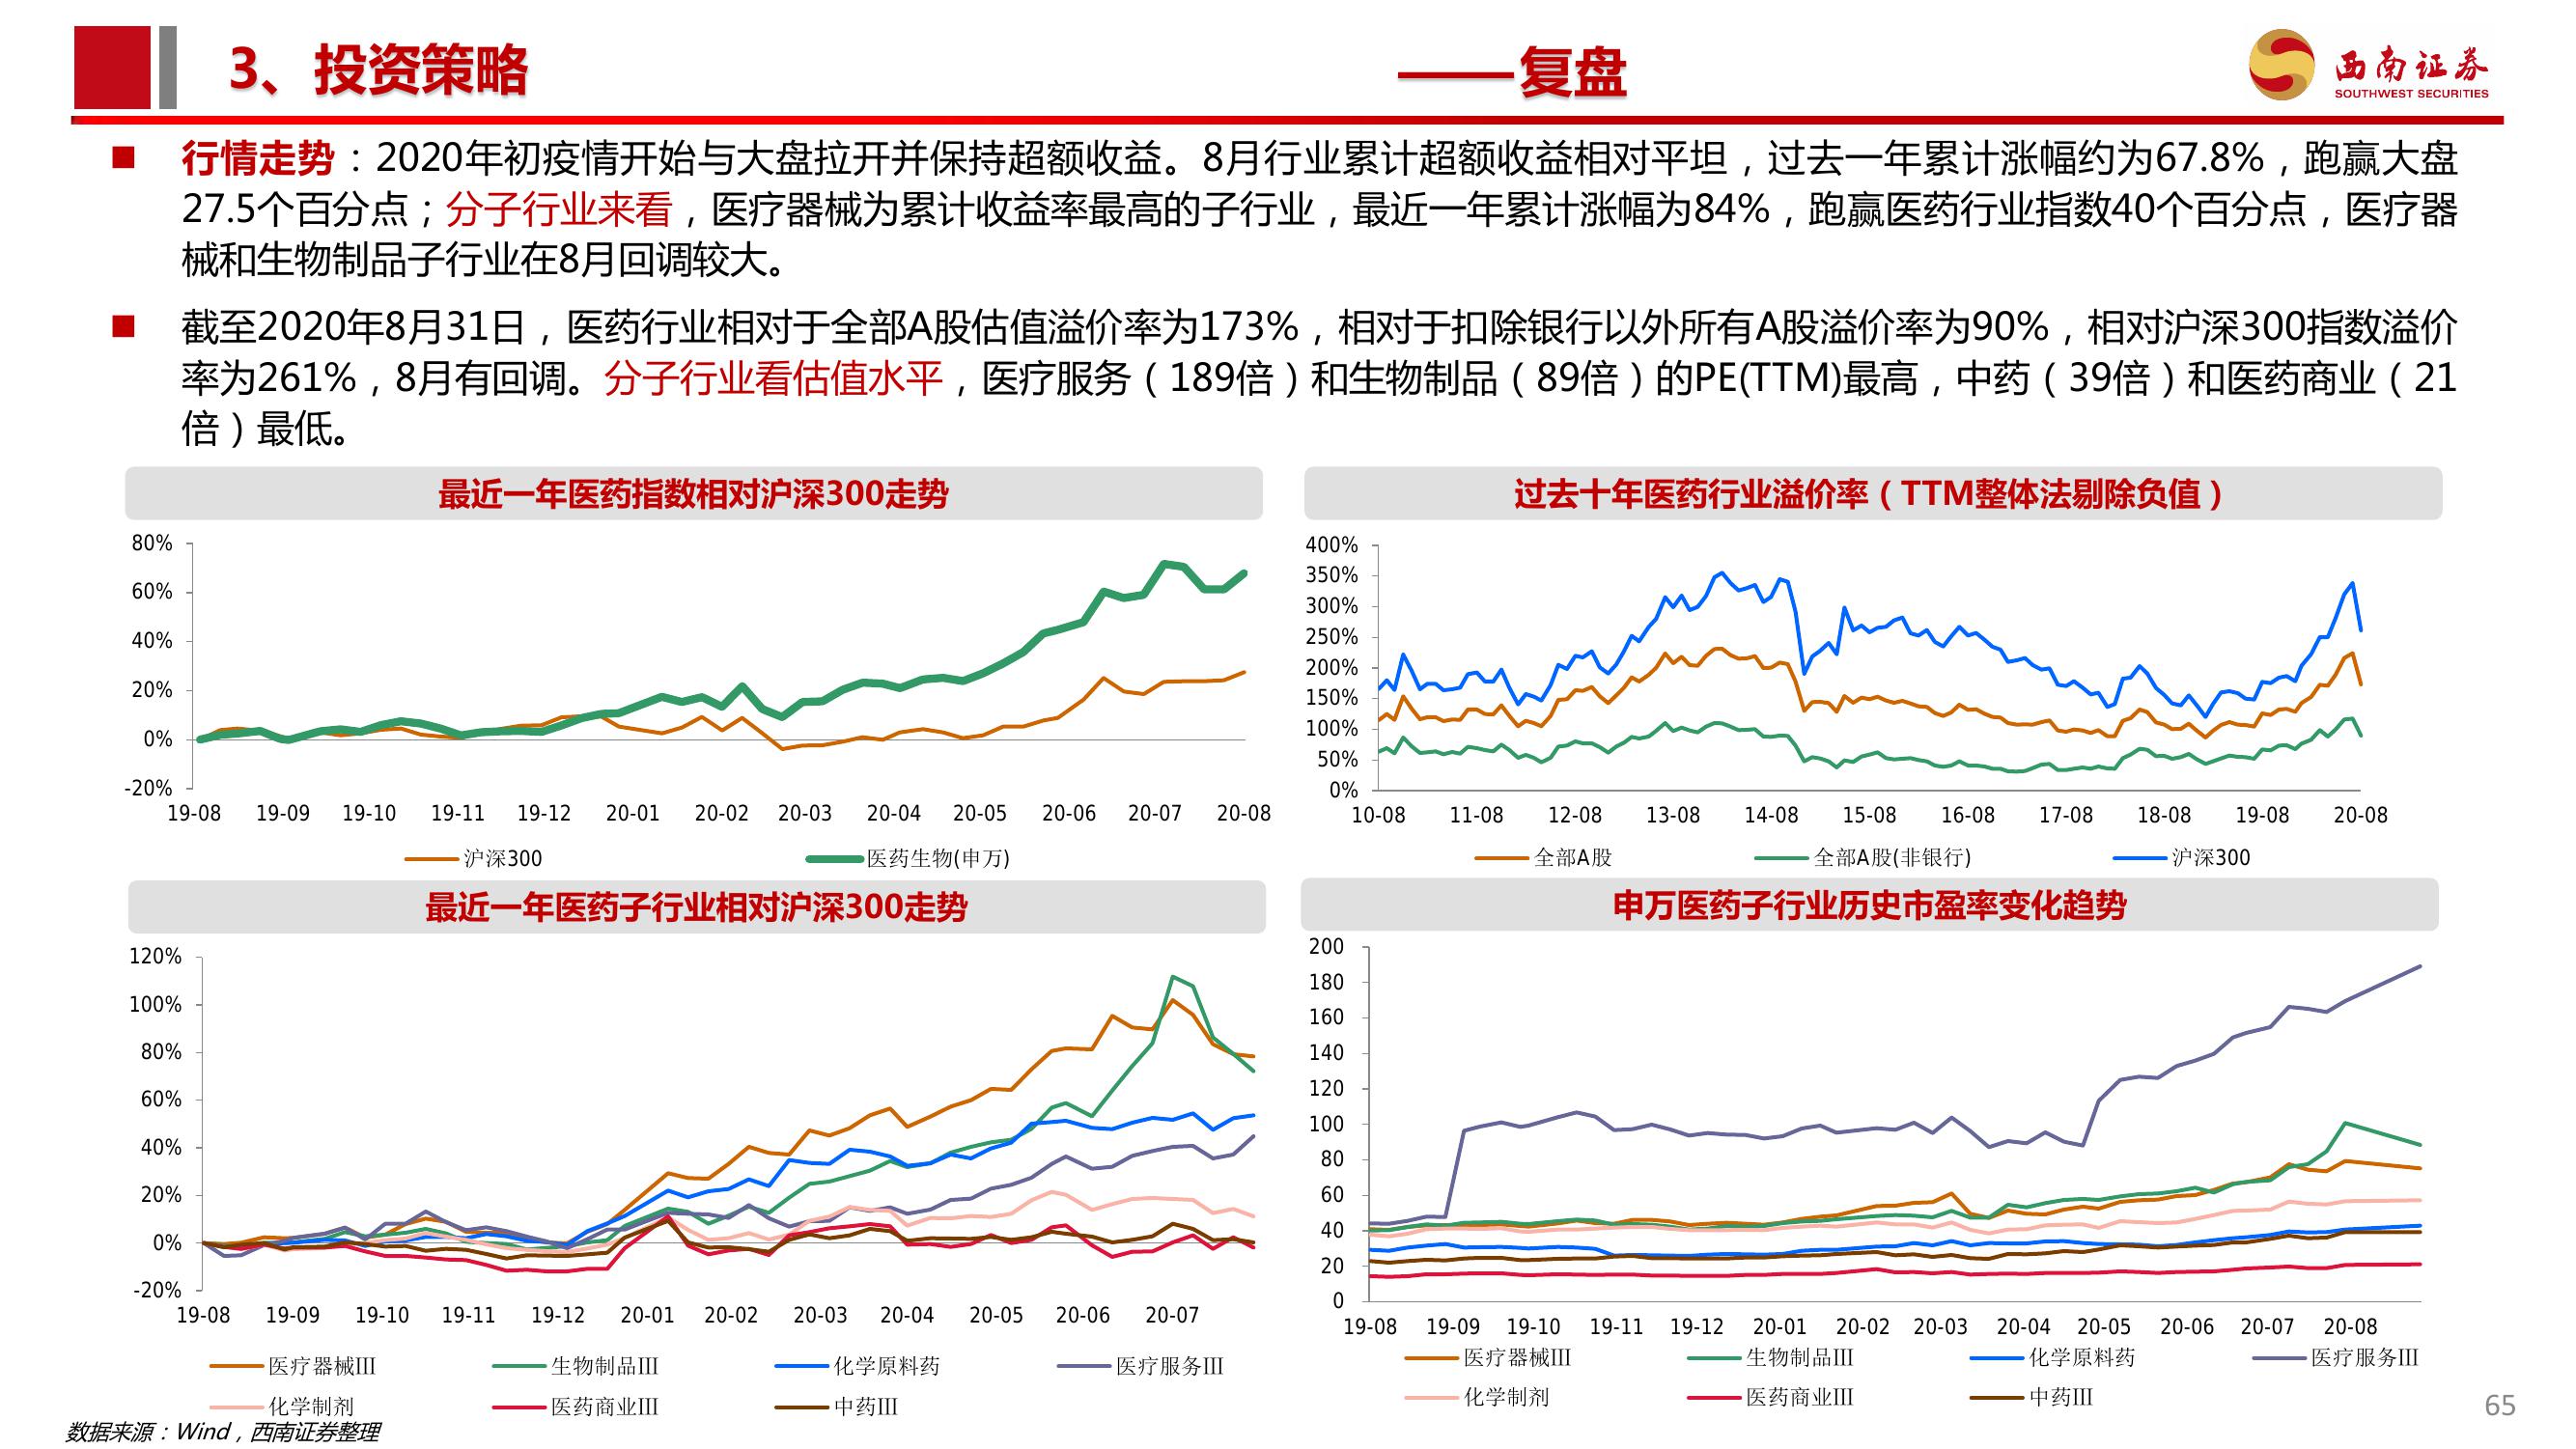 3、投资策略
——复盘
西南证券
SOUTHWEST SECURITIES
行情走势：2020年初疫情开始与大盘拉开并保持超额收益。8月行业累计超额收益相对平坦，过去一年累计涨幅约为67.8%，跑赢大盘
27.5个百分点；分子行业来看，医疗器械为累计收益率最高的子行业，最近一年累计涨幅为84%，跑赢医药行业指数40个百分点，医疗器
械和生物制品子行业在8月回调较大。
截至2020年8月31日，医药行业相对于全部A股估值溢价率为173%，相对于扣除银行以外所有A股溢价率为90%，相对沪深300指数溢价
率为261%，8月有回调。分子行业看估值水平，医疗服务（189倍）和生物制品（89倍）的PE(TTM)最高，中药（39倍）和医药商业（21
倍）最低。
最近一年医药指数相对沪深300走势
80%
60%
40%
20%
0%
-20%
19-08 19-09 19-10 19-11 19-12 20-01 20-02 20-03 20-04 20-05 20-06 20-07 20-08
沪深300 医药生物(申万)
过去十年医药行业溢价率（TTM整体法剔除负值）
400%
350%
300%
250%
200%
150%
100%
50%
0%
10-08 11-08 12-08 13-08 14-08 15-08 16-08 17-08 18-08 19-08 20-08
全部A股 全部A股(非银行) 沪深300
最近一年医药子行业相对沪深300走势
120%
100%
80%
60%
40%
20%
0%
-20%
19-08 19-09 19-10 19-11 19-12 20-01 20-02 20-03 20-04 20-05 20-06 20-07
医疗器械III 生物制品III 化学原料药 医疗服务III
化学制剂 医药商业III 中药III
申万医药子行业历史市盈率变化趋势
200
180
160
140
120
100
80
60
40
20
0
19-08 19-09 19-10 19-11 19-12 20-01 20-02 20-03 20-04 20-05 20-06 20-07 20-08
医疗器械III 生物制品III 化学原料药 医疗服务III
化学制剂 医药商业III 中药III
数据来源：Wind，西南证券整理
65